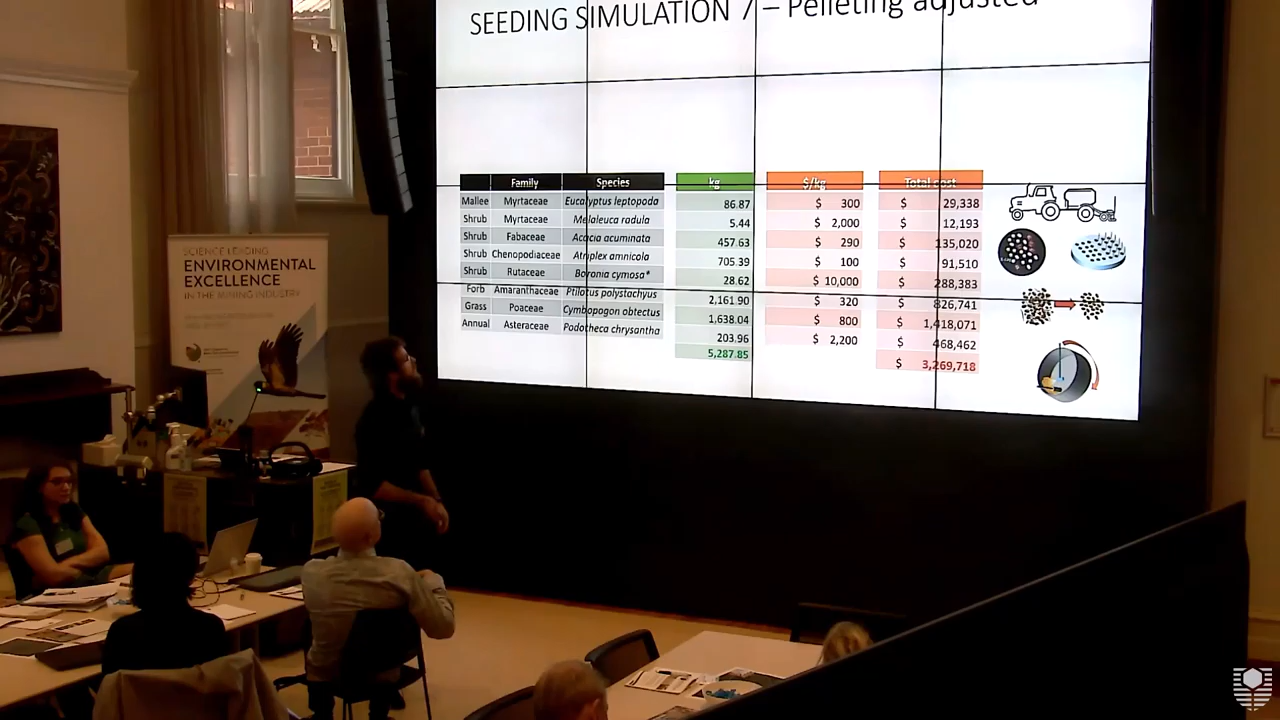 SEEDING SIMULATION 7 – Pelleting adjusted
Family Species kg $/kg Total cost
Mallee Myrtaceae Eucalyptus leptopoda 86.87 $ 300 $ 29,338
Shrub Myrtaceae Melaleuca radula 5.44 $ 2,000 $ 12,193
Shrub Fabaceae Acacia acuminata 457.63 $ 290 $ 135,020
Shrub Chenopodiaceae Atriplex amnicola 705.39 $ 100 $ 91,510
Shrub Rutaceae Boronia cymosa* 28.62 $ 10,000 $ 288,383
Forb Amaranthaceae Ptilotus polystachyus 2,161.90 $ 320 $ 826,741
Grass Poaceae Cymbopogon obtectus 1,638.04 $ 800 $ 1,418,071
Annual Asteraceae Podotheca chrysantha 203.96 $ 2,200 $ 468,462
5,287.85 $ 3,269,718
SCIENCE LEADING
ENVIRONMENTAL
EXCELLENCE
IN THE MINING INDUSTRY